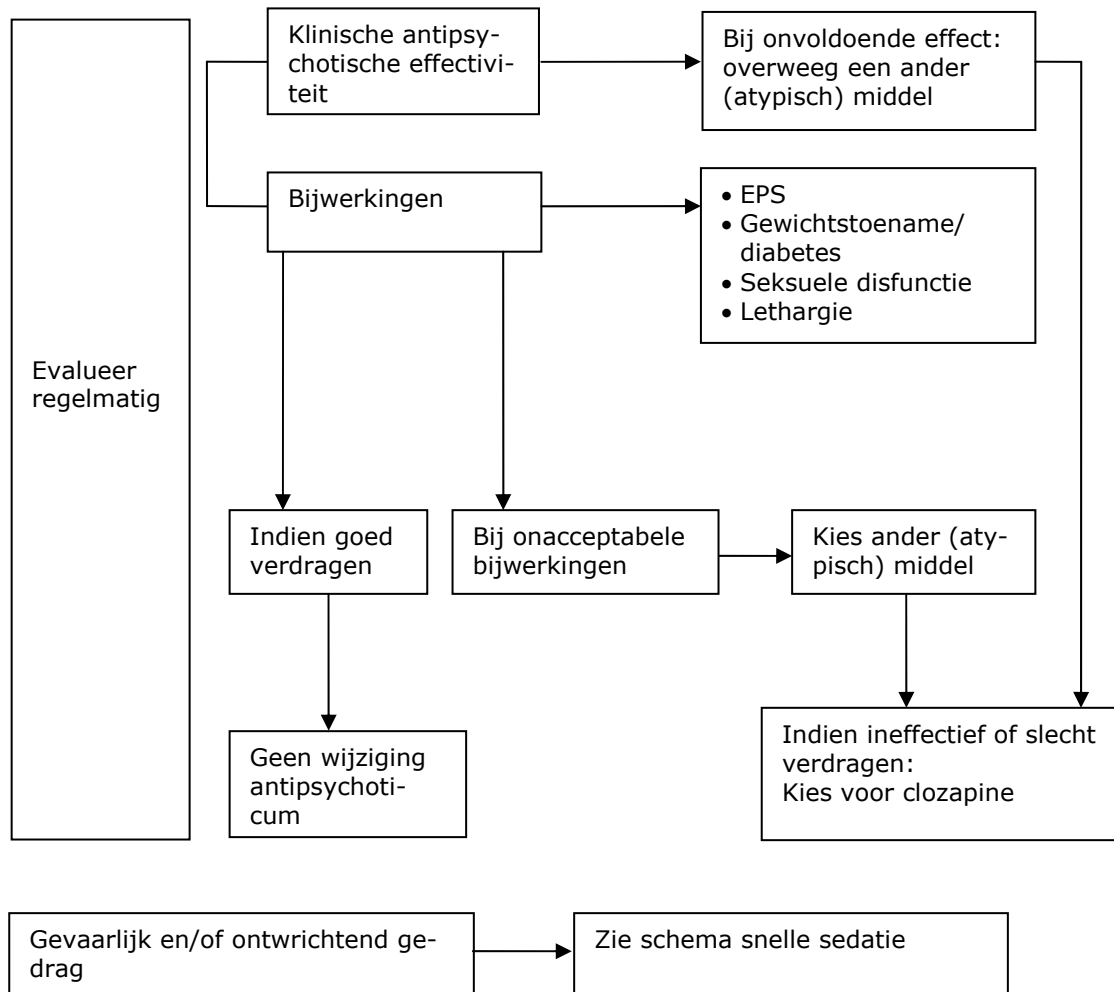 Klinische antipsy-
chotische effectivi-
teit
Bij onvoldoende effect:
overweeg een ander
(atypisch) middel
Bijwerkingen
• EPS
• Gewichtstoename/
diabetes
• Seksuele disfunctie
• Lethargie
Evalueer
regelmatig
Indien goed
verdragen
Bij onacceptabele
bijwerkingen
Kies ander (aty-
pisch) middel
Geen wijziging
antipsychoti-
cum
Indien ineffectief of slecht
verdragen:
Kies voor clozapine
Gevaarlijk en/of ontwrichtend ge-
drag
Zie schema snelle sedatie